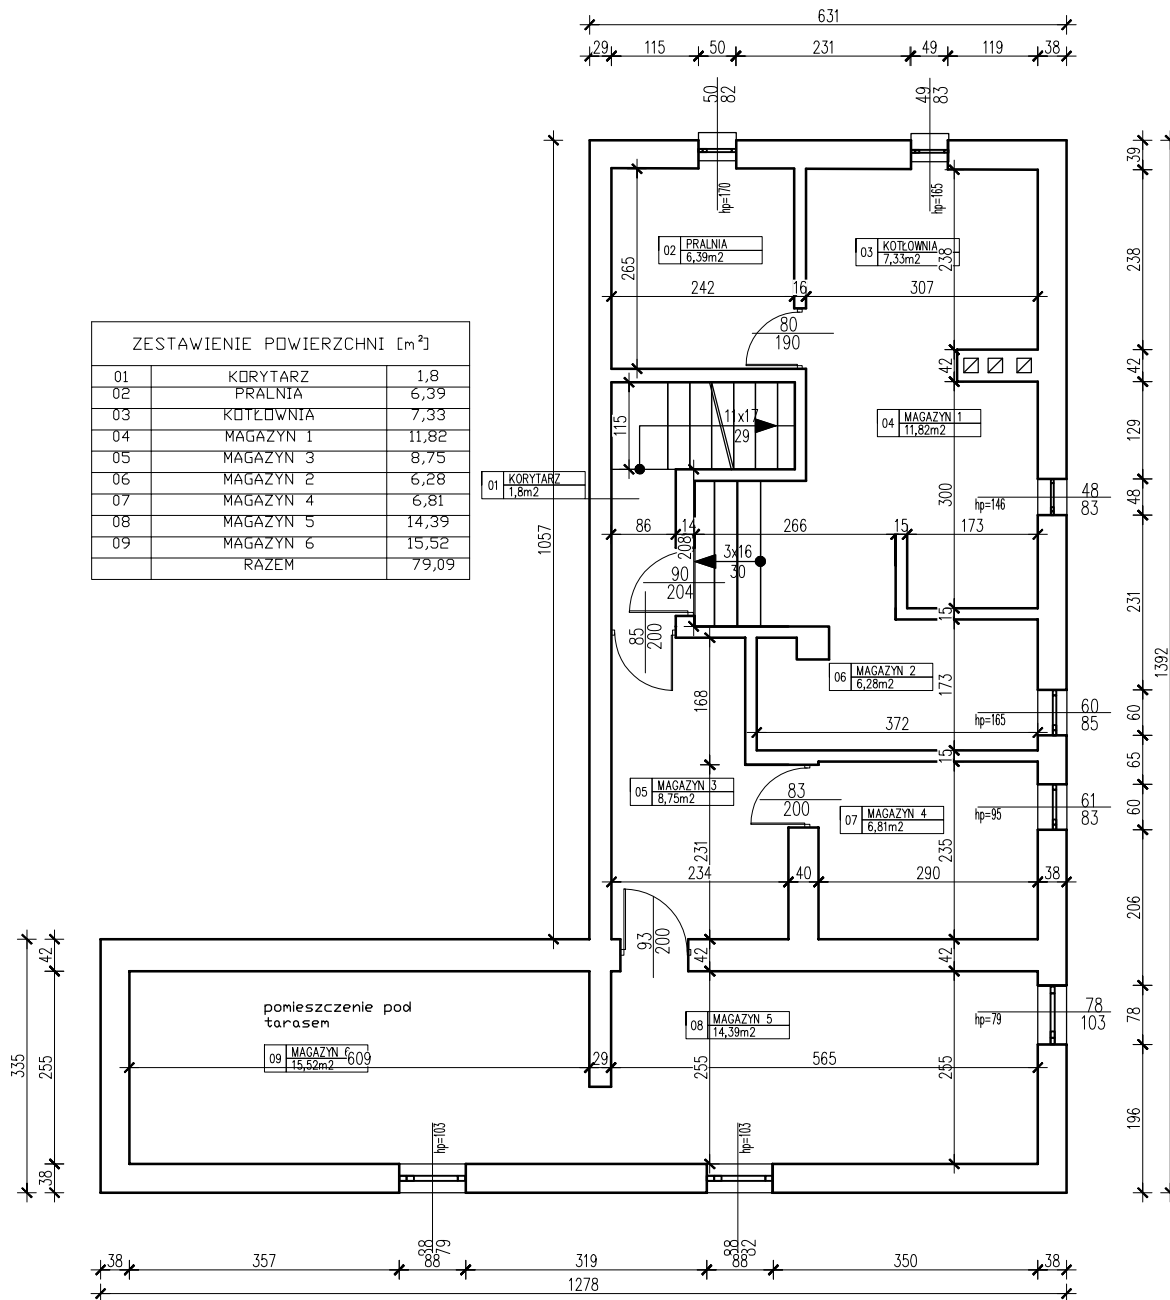 631
29 115 50 231 49 119 38
50 82
49 83
hp=170
hp=165
39
02 PRALNIA
6,39m2
03 KOTŁOWNIA
7,33m2
265
238
238
242 16 307
80
190
ZESTAWIENIE POWIERZCHNI [m²]
01 KORYTARZ 1,8
02 PRALNIA 6,39
03 KOTŁOWNIA 7,33
04 MAGAZYN 1 11,82
05 MAGAZYN 3 8,75
06 MAGAZYN 2 6,28
07 MAGAZYN 4 6,81
08 MAGAZYN 5 14,39
09 MAGAZYN 6 15,52
RAZEM 79,09
42
42
115
11x17
29
04 MAGAZYN 1
11,82m2
129
01 KORYTARZ
1,8m2
300
hp=146
48
83
48
1057
86 14 266 15 173
208
3x16
30
90
204
85
200
15
231
1392
06 MAGAZYN 2
6,28m2
168
173
372
hp=165
60
85
60
15
65
05 MAGAZYN 3
8,75m2
83
200
07 MAGAZYN 4
6,81m2
hp=95
61
83
60
231
235
234 40 290 38
206
93
200
42
42
42
pomieszczenie pod
tarasem
08 MAGAZYN 5
14,39m2
hp=79
78
103
78
09 MAGAZYN 6
15,52m2
609 29 565
335
255
255
255
196
38
hp=103
hp=103
88 79
88 82
38 357 88 319 88 350 38
1278